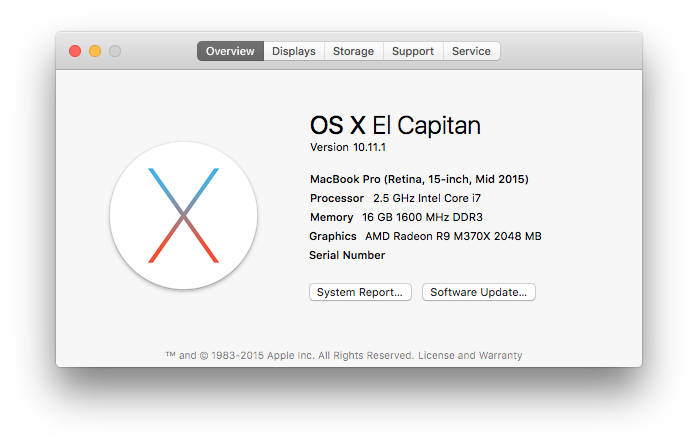 Overview Displays Storage Support Service
OS X El Capitan
Version 10.11.1
MacBook Pro (Retina, 15-inch, Mid 2015)
Processor 2.5 GHz Intel Core i7
Memory 16 GB 1600 MHz DDR3
Graphics AMD Radeon R9 M370X 2048 MB
Serial Number
System Report... Software Update...
™ and © 1983-2015 Apple Inc. All Rights Reserved. License and Warranty